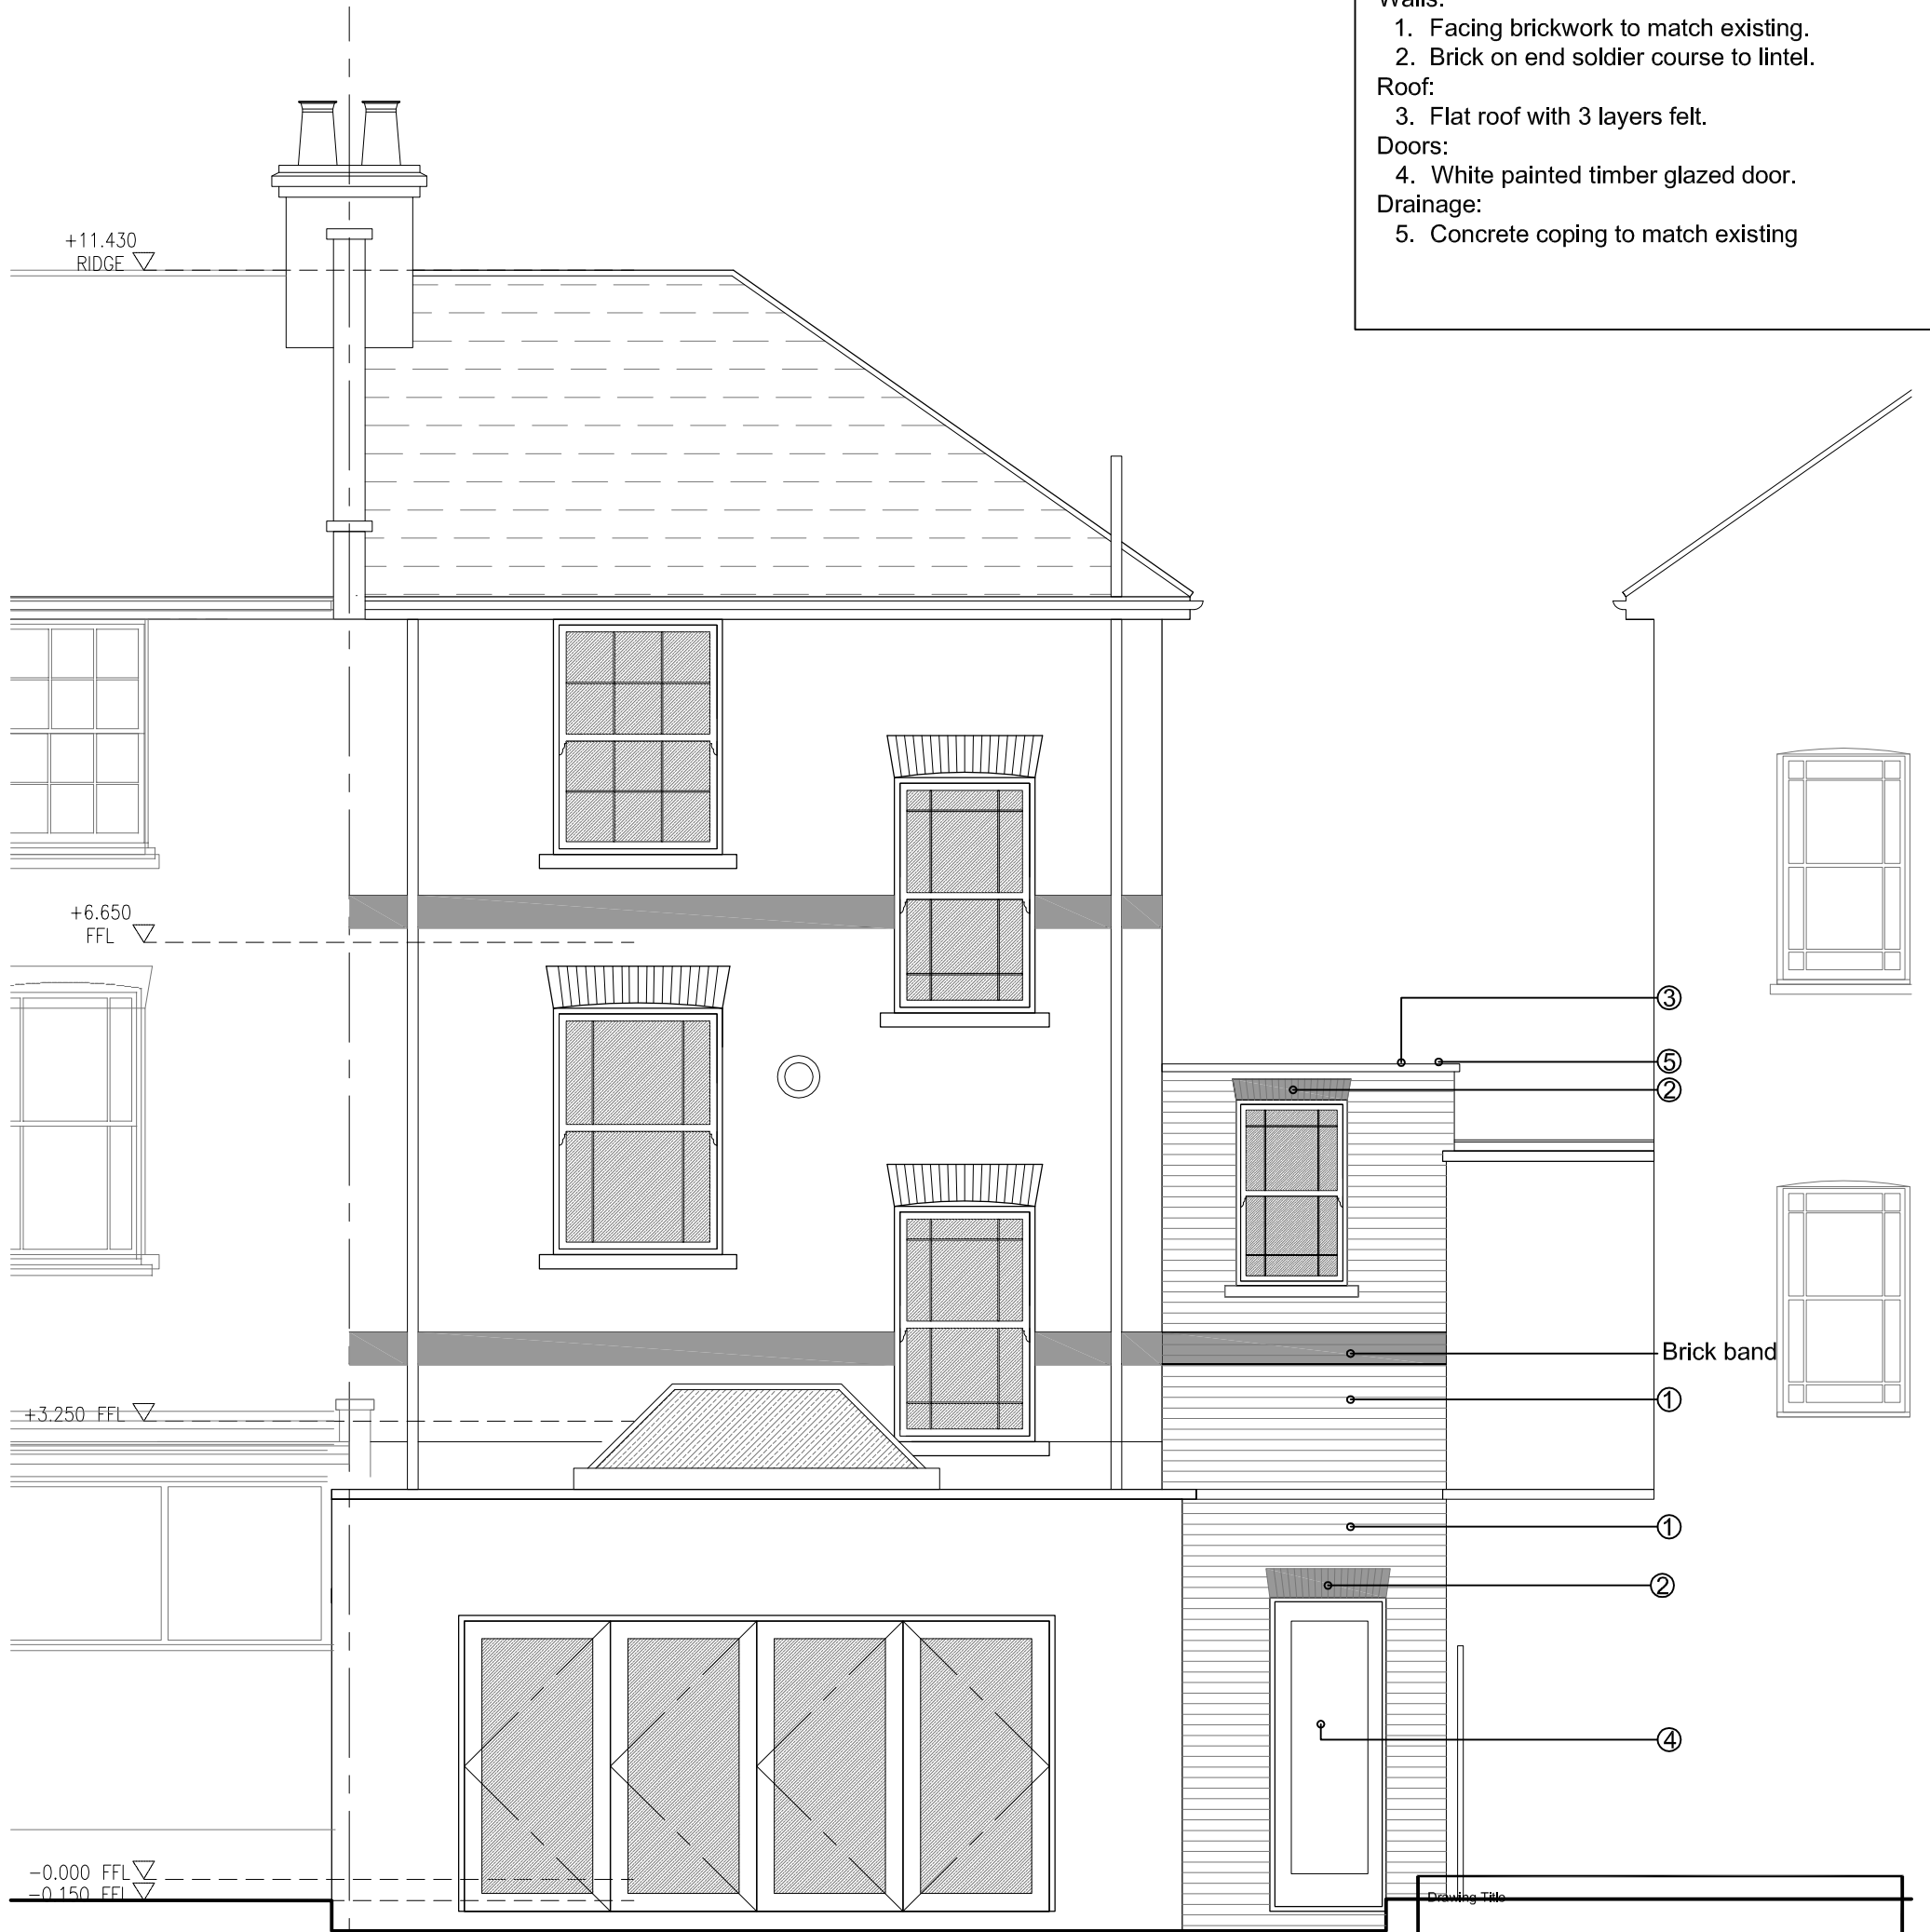 Walls:
1. Facing brickwork to match existing.
2. Brick on end soldier course to lintel.
Roof:
3. Flat roof with 3 layers felt.
Doors:
4. White painted timber glazed door.
Drainage:
5. Concrete coping to match existing
+11.430
RIDGE
+6.650
FFL
3
5
2
Brick band
1
+3.250 FFL
1
2
4
-0.000 FFL
-0.150 FFL
Drawing Title